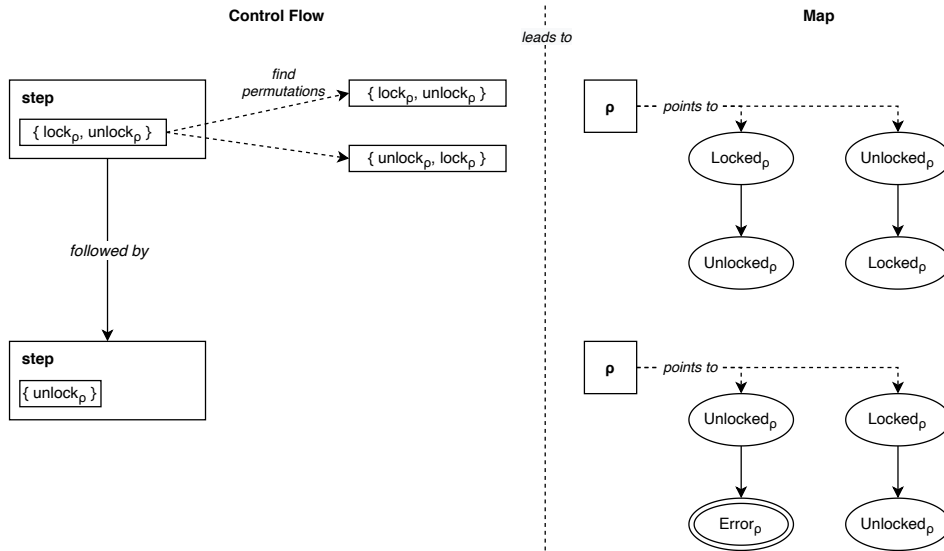 Control Flow
leads to
Map
step
{ lockρ, unlockρ }
find
permutations
{ lockρ, unlockρ }
{ unlockρ, lockρ }
followed by
step
{ unlockρ }
ρ
points to
Lockedρ
Unlockedρ
Unlockedρ
Lockedρ
ρ
points to
Unlockedρ
Lockedρ
Errorρ
Unlockedρ